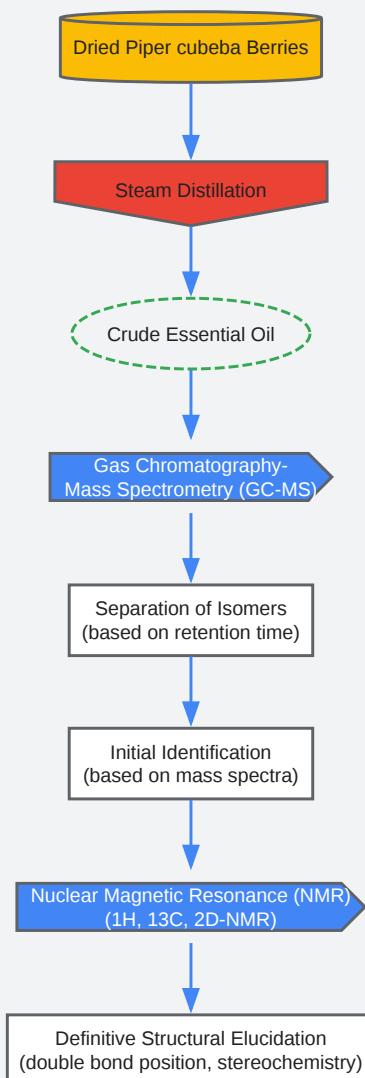 Dried Piper cubeba Berries
Steam Distillation
Crude Essential Oil
Gas Chromatography-
Mass Spectrometry (GC-MS)
Separation of Isomers
(based on retention time)
Initial Identification
(based on mass spectra)
Nuclear Magnetic Resonance (NMR)
(1H, 13C, 2D-NMR)
Definitive Structural Elucidation
(double bond position, stereochemistry)